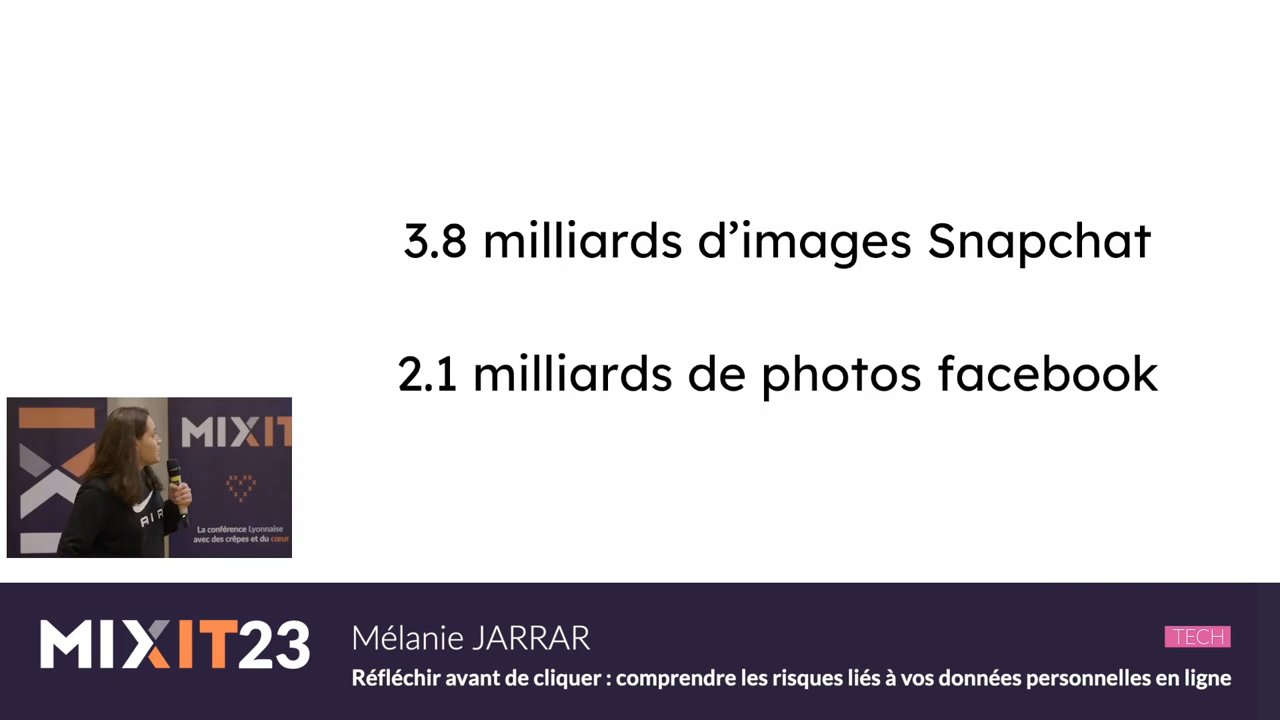 3.8 milliards d’images Snapchat
2.1 milliards de photos facebook
MIXIT
La conférence Lyonnaise
avec des crêpes et du cœur
AIR
MIXIT23
Mélanie JARRAR
TECH
Réfléchir avant de cliquer : comprendre les risques liés à vos données personnelles en ligne